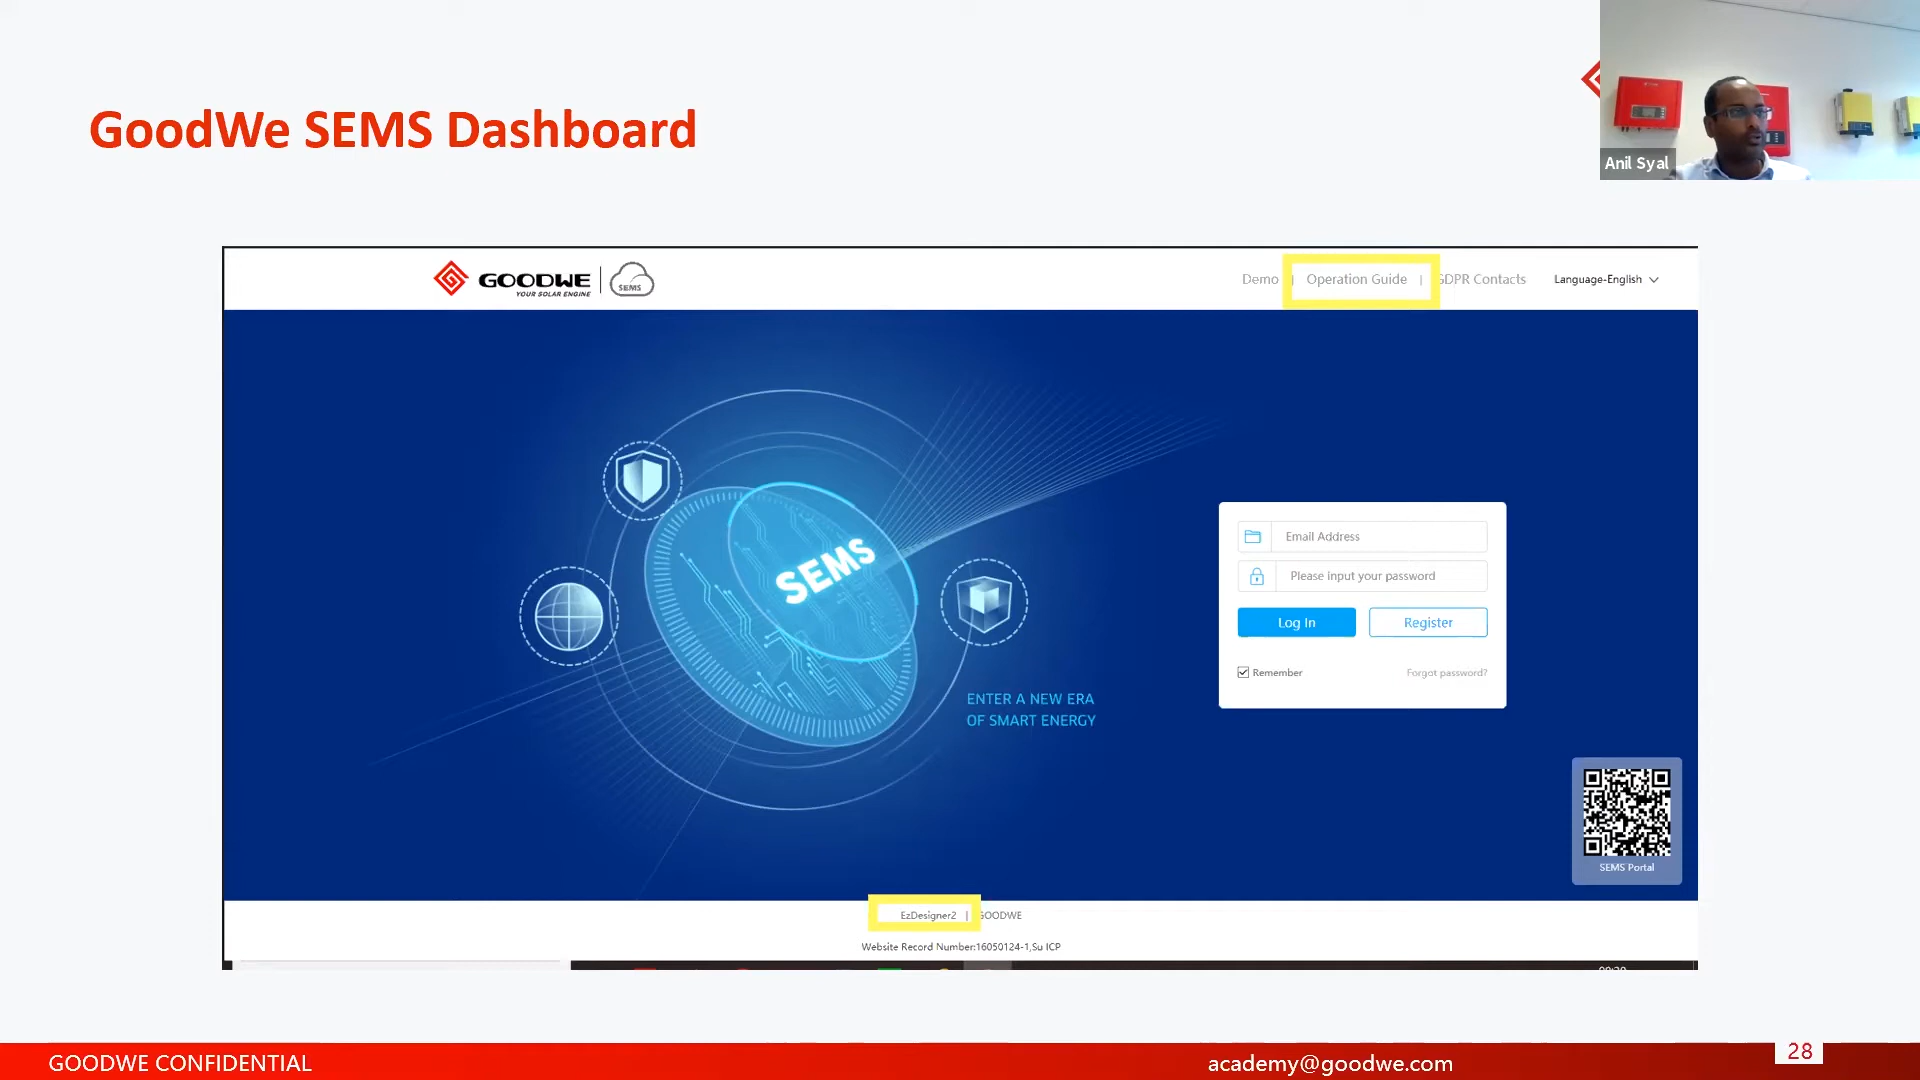 GoodWe SEMS Dashboard
Anil Syal
GOODWE
YOUR SOLAR ENGINE
SEMS
Demo | Operation Guide | GDPR Contacts Language-English
SEMS
Email Address
Please input your password
Log In Register
Remember Forgot password?
ENTER A NEW ERA
OF SMART ENERGY
SEMS Portal
EzDesigner2 | GOODWE
Website Record Number:16050124-1,Su ICP
GOODWE CONFIDENTIAL
academy@goodwe.com
28